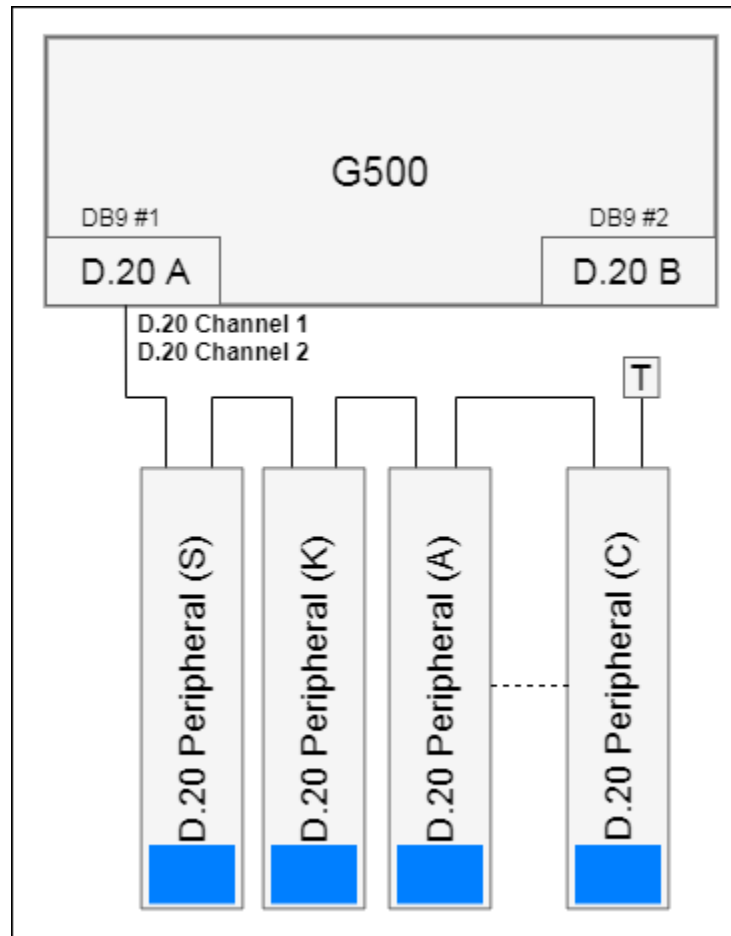 G500
DB9 #1
DB9 #2
D.20 A
D.20 B
D.20 Channel 1
D.20 Channel 2
T
D.20 Peripheral (S)
D.20 Peripheral (K)
D.20 Peripheral (A)
D.20 Peripheral (C)